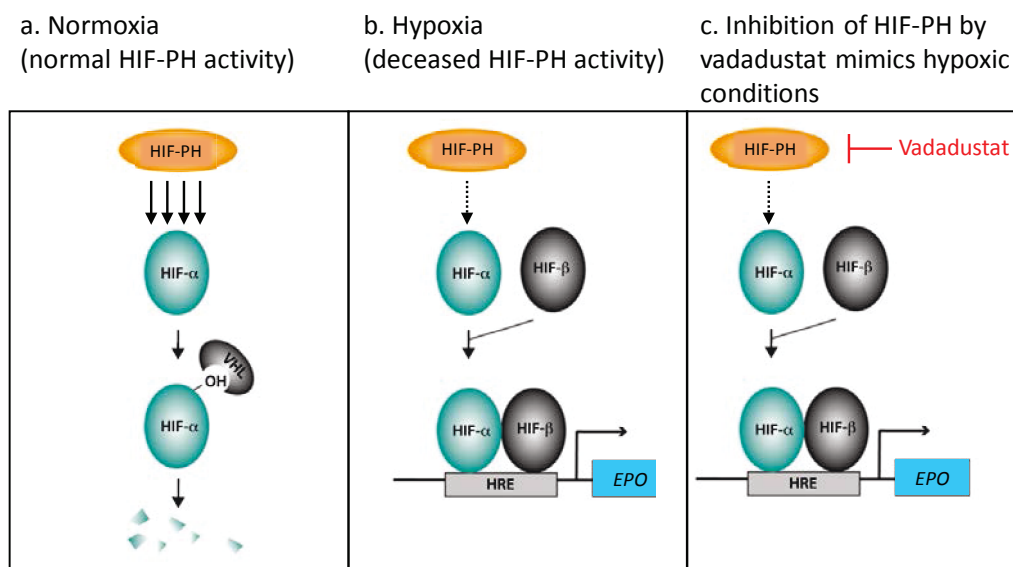 a. Normoxia
(normal HIF-PH activity)
b. Hypoxia
(deceased HIF-PH activity)
c. Inhibition of HIF-PH by
vadadustat mimics hypoxic
conditions
HIF-PH
HIF-α
VHL
OH
HIF-α
HIF-PH
HIF-α
HIF-β
HIF-α
HIF-β
HRE
EPO
HIF-PH
Vadadustat
HIF-α
HIF-β
HIF-α
HIF-β
HRE
EPO